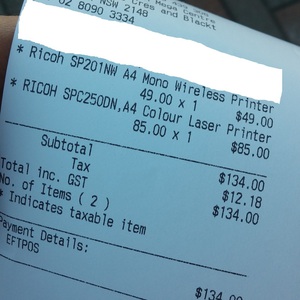 NSW 2148
Cres and Blackt
02 8090 3334
* Ricoh SP201NW A4 Mono Wireless Printer
49.00 x 1 $49.00
* RICOH SPC250DN,A4 Colour Laser Printer
85.00 x 1 $85.00
Subtotal $134.00
Tax $12.18
Total inc. GST $134.00
No. of Items ( 2 )
* Indicates taxable item
Payment Details:
EFTPOS $134.00